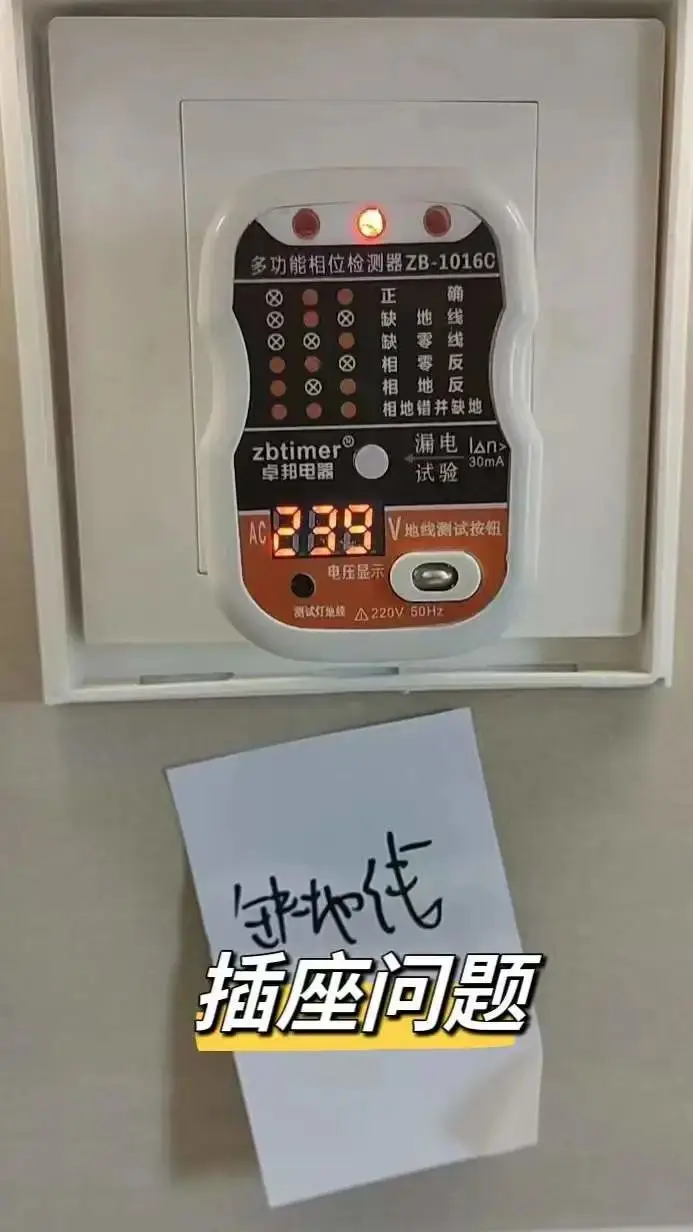 多功能相位检测器ZB-1016C
正 确
缺 地 线
缺 零 线
相 零 反
相 地 反
相地错并缺地
zbtimer®
卓邦电器
漏电
试验
I△n>
30mA
AC 239 V
地线测试按钮
电压显示
测试灯地线
⚠220V 50Hz
缺地线
插座问题